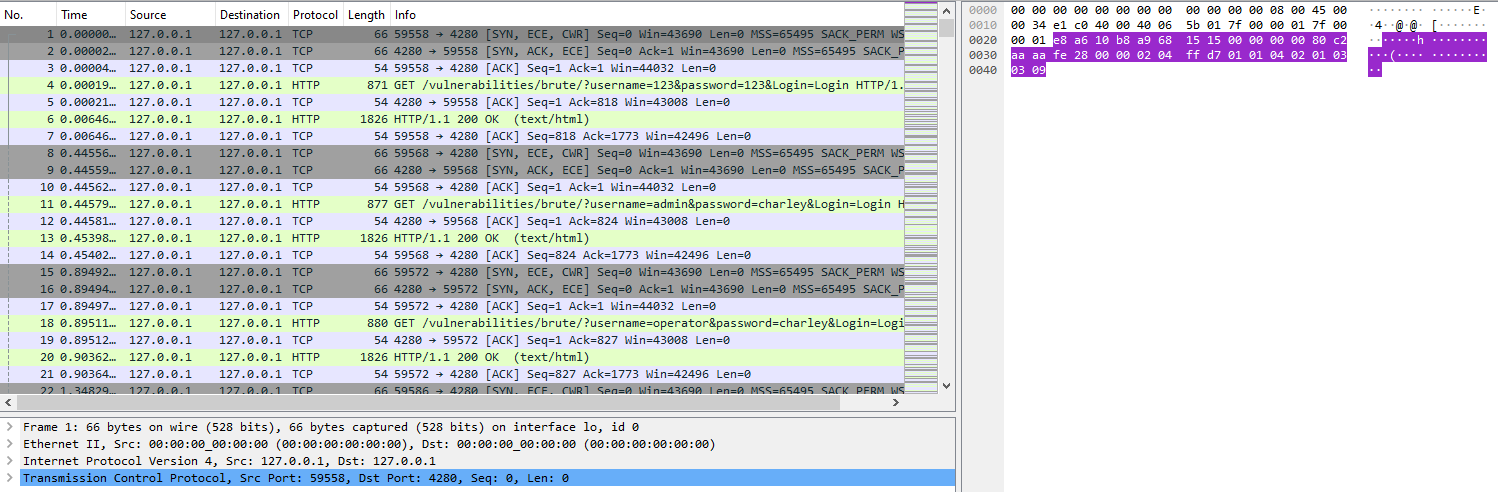 No. Time Source Destination Protocol Length Info
1 0.00000… 127.0.0.1 127.0.0.1 TCP 66 59558 → 4280 [SYN, ECE, CWR] Seq=0 Win=43690 Len=0 MSS=65495 SACK_PERM WS
2 0.00002… 127.0.0.1 127.0.0.1 TCP 66 4280 → 59558 [SYN, ACK, ECE] Seq=0 Ack=1 Win=43690 Len=0 MSS=65495 SACK_P
3 0.00004… 127.0.0.1 127.0.0.1 TCP 54 59558 → 4280 [ACK] Seq=1 Ack=1 Win=44032 Len=0
4 0.00019… 127.0.0.1 127.0.0.1 HTTP 871 GET /vulnerabilities/brute/?username=123&password=123&Login=Login HTTP/1.
5 0.00021… 127.0.0.1 127.0.0.1 TCP 54 4280 → 59558 [ACK] Seq=1 Ack=818 Win=43008 Len=0
6 0.00646… 127.0.0.1 127.0.0.1 HTTP 1826 HTTP/1.1 200 OK (text/html)
7 0.00646… 127.0.0.1 127.0.0.1 TCP 54 59558 → 4280 [ACK] Seq=818 Ack=1773 Win=42496 Len=0
8 0.44556… 127.0.0.1 127.0.0.1 TCP 66 59568 → 4280 [SYN, ECE, CWR] Seq=0 Win=43690 Len=0 MSS=65495 SACK_PERM WS
9 0.44559… 127.0.0.1 127.0.0.1 TCP 66 4280 → 59568 [SYN, ACK, ECE] Seq=0 Ack=1 Win=43690 Len=0 MSS=65495 SACK_P
10 0.44562… 127.0.0.1 127.0.0.1 TCP 54 59568 → 4280 [ACK] Seq=1 Ack=1 Win=44032 Len=0
11 0.44579… 127.0.0.1 127.0.0.1 HTTP 877 GET /vulnerabilities/brute/?username=admin&password=charley&Login=Login H
12 0.44581… 127.0.0.1 127.0.0.1 TCP 54 4280 → 59568 [ACK] Seq=1 Ack=824 Win=43008 Len=0
13 0.45398… 127.0.0.1 127.0.0.1 HTTP 1826 HTTP/1.1 200 OK (text/html)
14 0.45402… 127.0.0.1 127.0.0.1 TCP 54 59568 → 4280 [ACK] Seq=824 Ack=1773 Win=42496 Len=0
15 0.89492… 127.0.0.1 127.0.0.1 TCP 66 59572 → 4280 [SYN, ECE, CWR] Seq=0 Win=43690 Len=0 MSS=65495 SACK_PERM WS
16 0.89494… 127.0.0.1 127.0.0.1 TCP 66 4280 → 59572 [SYN, ACK, ECE] Seq=0 Ack=1 Win=43690 Len=0 MSS=65495 SACK_P
17 0.89497… 127.0.0.1 127.0.0.1 TCP 54 59572 → 4280 [ACK] Seq=1 Ack=1 Win=44032 Len=0
18 0.89511… 127.0.0.1 127.0.0.1 HTTP 880 GET /vulnerabilities/brute/?username=operator&password=charley&Login=Logi
19 0.89512… 127.0.0.1 127.0.0.1 TCP 54 4280 → 59572 [ACK] Seq=1 Ack=827 Win=43008 Len=0
20 0.90362… 127.0.0.1 127.0.0.1 HTTP 1826 HTTP/1.1 200 OK (text/html)
21 0.90364… 127.0.0.1 127.0.0.1 TCP 54 59572 → 4280 [ACK] Seq=827 Ack=1773 Win=42496 Len=0
22 1.34829… 127.0.0.1 127.0.0.1 TCP 66 59586 → 4280 [SYN, ECE, CWR] Seq=0 Win=43690 Len=0 MSS=65495 SACK_PERM WS
Frame 1: 66 bytes on wire (528 bits), 66 bytes captured (528 bits) on interface lo, id 0
Ethernet II, Src: 00:00:00_00:00:00 (00:00:00:00:00:00), Dst: 00:00:00_00:00:00 (00:00:00:00:00:00)
Internet Protocol Version 4, Src: 127.0.0.1, Dst: 127.0.0.1
Transmission Control Protocol, Src Port: 59558, Dst Port: 4280, Seq: 0, Len: 0
0000 00 00 00 00 00 00 00 00 00 00 00 00 08 00 45 00 ········ ······E·
0010 00 34 e1 c0 40 00 40 06 5b 01 7f 00 00 01 7f 00 ·4··@·@· [·······
0020 00 01 e8 a6 10 b8 a9 68 15 15 00 00 00 00 80 c2 ·······h ········
0030 aa aa fe 28 00 00 02 04 ff d7 01 01 04 02 01 03 ···(···· ········
0040 03 09 ··